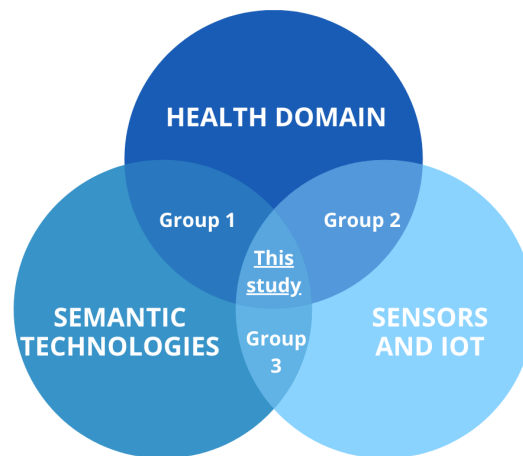 HEALTH DOMAIN
Group 1
Group 2
This
study
SEMANTIC
TECHNOLOGIES
Group
3
SENSORS
AND IOT